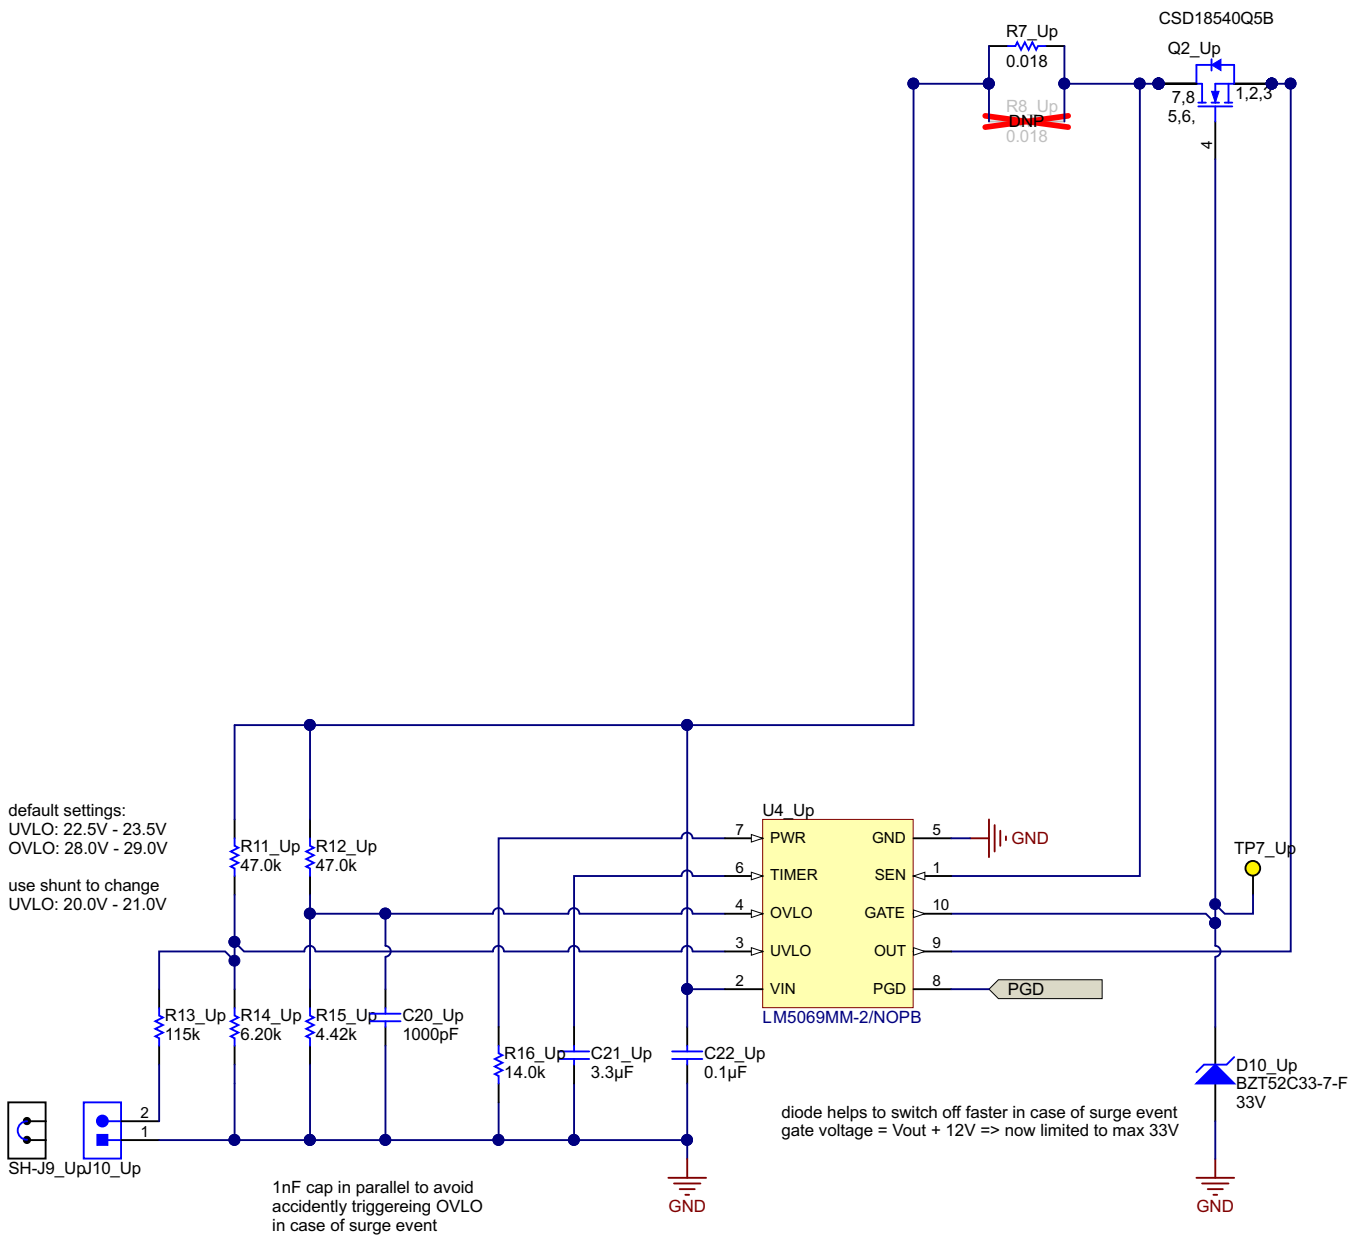 CSD18540Q5B
R7_Up
0.018
Q2_Up
7,8
5,6,
1,2,3
4
R8_Up
DNP
0.018
default settings:
UVLO: 22.5V - 23.5V
OVLO: 28.0V - 29.0V
use shunt to change
UVLO: 20.0V - 21.0V
R11_Up
47.0k
R12_Up
47.0k
U4_Up
7 PWR GND 5 GND
6 TIMER SEN 1
4 OVLO GATE 10
3 UVLO OUT 9
2 VIN PGD 8 PGD
LM5069MM-2/NOPB
TP7_Up
R13_Up
115k
R14_Up
6.20k
R15_Up
4.42k
C20_Up
1000pF
R16_Up
14.0k
C21_Up
3.3µF
C22_Up
0.1µF
D10_Up
BZT52C33-7-F
33V
2
1
SH-J9_Up
J10_Up
diode helps to switch off faster in case of surge event
gate voltage = Vout + 12V => now limited to max 33V
1nF cap in parallel to avoid
accidently triggereing OVLO
in case of surge event
GND
GND